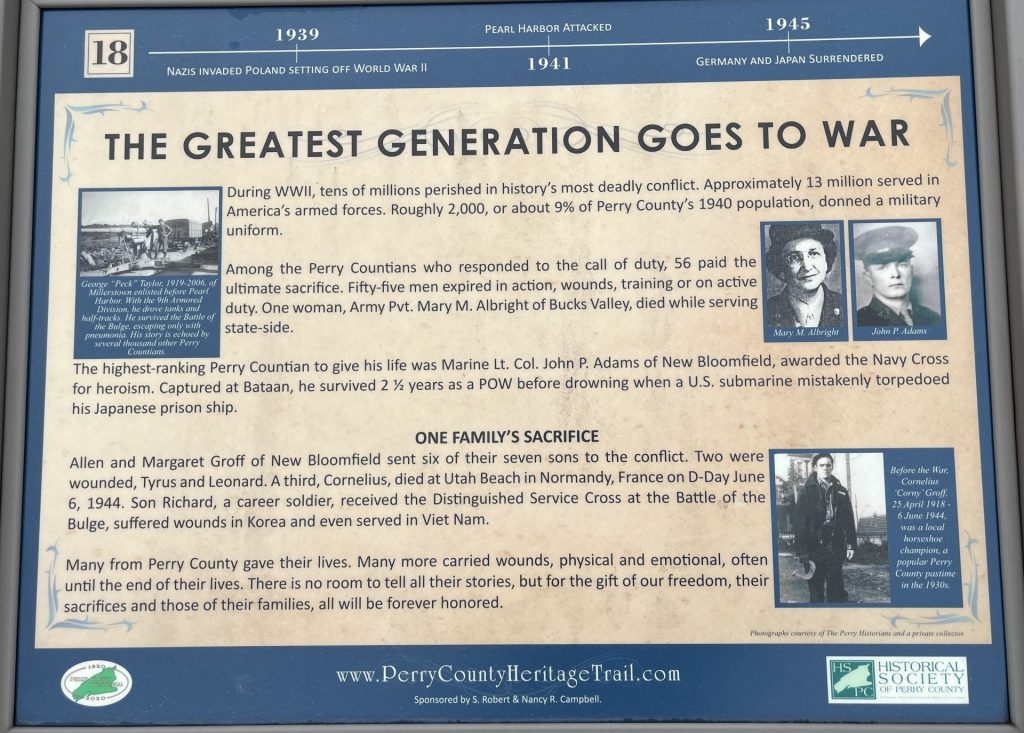 18
1939
NAZIS INVADED POLAND SETTING OFF WORLD WAR II
PEARL HARBOR ATTACKED
1941
1945
GERMANY AND JAPAN SURRENDERED
THE GREATEST GENERATION GOES TO WAR
George "Peck" Taylor, 1919-2006, of
Millerstown enlisted before Pearl
Harbor. With the 9th Armored
Division, he drove tanks and
half-tracks. He survived the Battle of
the Bulge, escaping only with
pneumonia. His story is echoed by
several thousand other Perry
Countians.
During WWII, tens of millions perished in history's most deadly conflict. Approximately 13 million served in
America's armed forces. Roughly 2,000, or about 9% of Perry County's 1940 population, donned a military
uniform.
Among the Perry Countians who responded to the call of duty, 56 paid the
ultimate sacrifice. Fifty-five men expired in action, wounds, training or on active
duty. One woman, Army Pvt. Mary M. Albright of Bucks Valley, died while serving
state-side.
Mary M. Albright
John P. Adams
The highest-ranking Perry Countian to give his life was Marine Lt. Col. John P. Adams of New Bloomfield, awarded the Navy Cross
for heroism. Captured at Bataan, he survived 2 ½ years as a POW before drowning when a U.S. submarine mistakenly torpedoed
his Japanese prison ship.
ONE FAMILY'S SACRIFICE
Allen and Margaret Groff of New Bloomfield sent six of their seven sons to the conflict. Two were
wounded, Tyrus and Leonard. A third, Cornelius, died at Utah Beach in Normandy, France on D-Day June
6, 1944. Son Richard, a career soldier, received the Distinguished Service Cross at the Battle of the
Bulge, suffered wounds in Korea and even served in Viet Nam.
Many from Perry County gave their lives. Many more carried wounds, physical and emotional, often
until the end of their lives. There is no room to tell all their stories, but for the gift of our freedom, their
sacrifices and those of their families, all will be forever honored.
Before the War,
Cornelius
'Corny' Groff,
25 April 1918 -
6 June 1944,
was a local
horseshoe
champion, a
popular Perry
County pastime
in the 1930s.
Photographs courtesy of The Perry Historians and a private collector.
1820
2020
www.PerryCountyHeritageTrail.com
Sponsored by S. Robert & Nancy R. Campbell.
HS
PC
HISTORICAL
SOCIETY
OF PERRY COUNTY